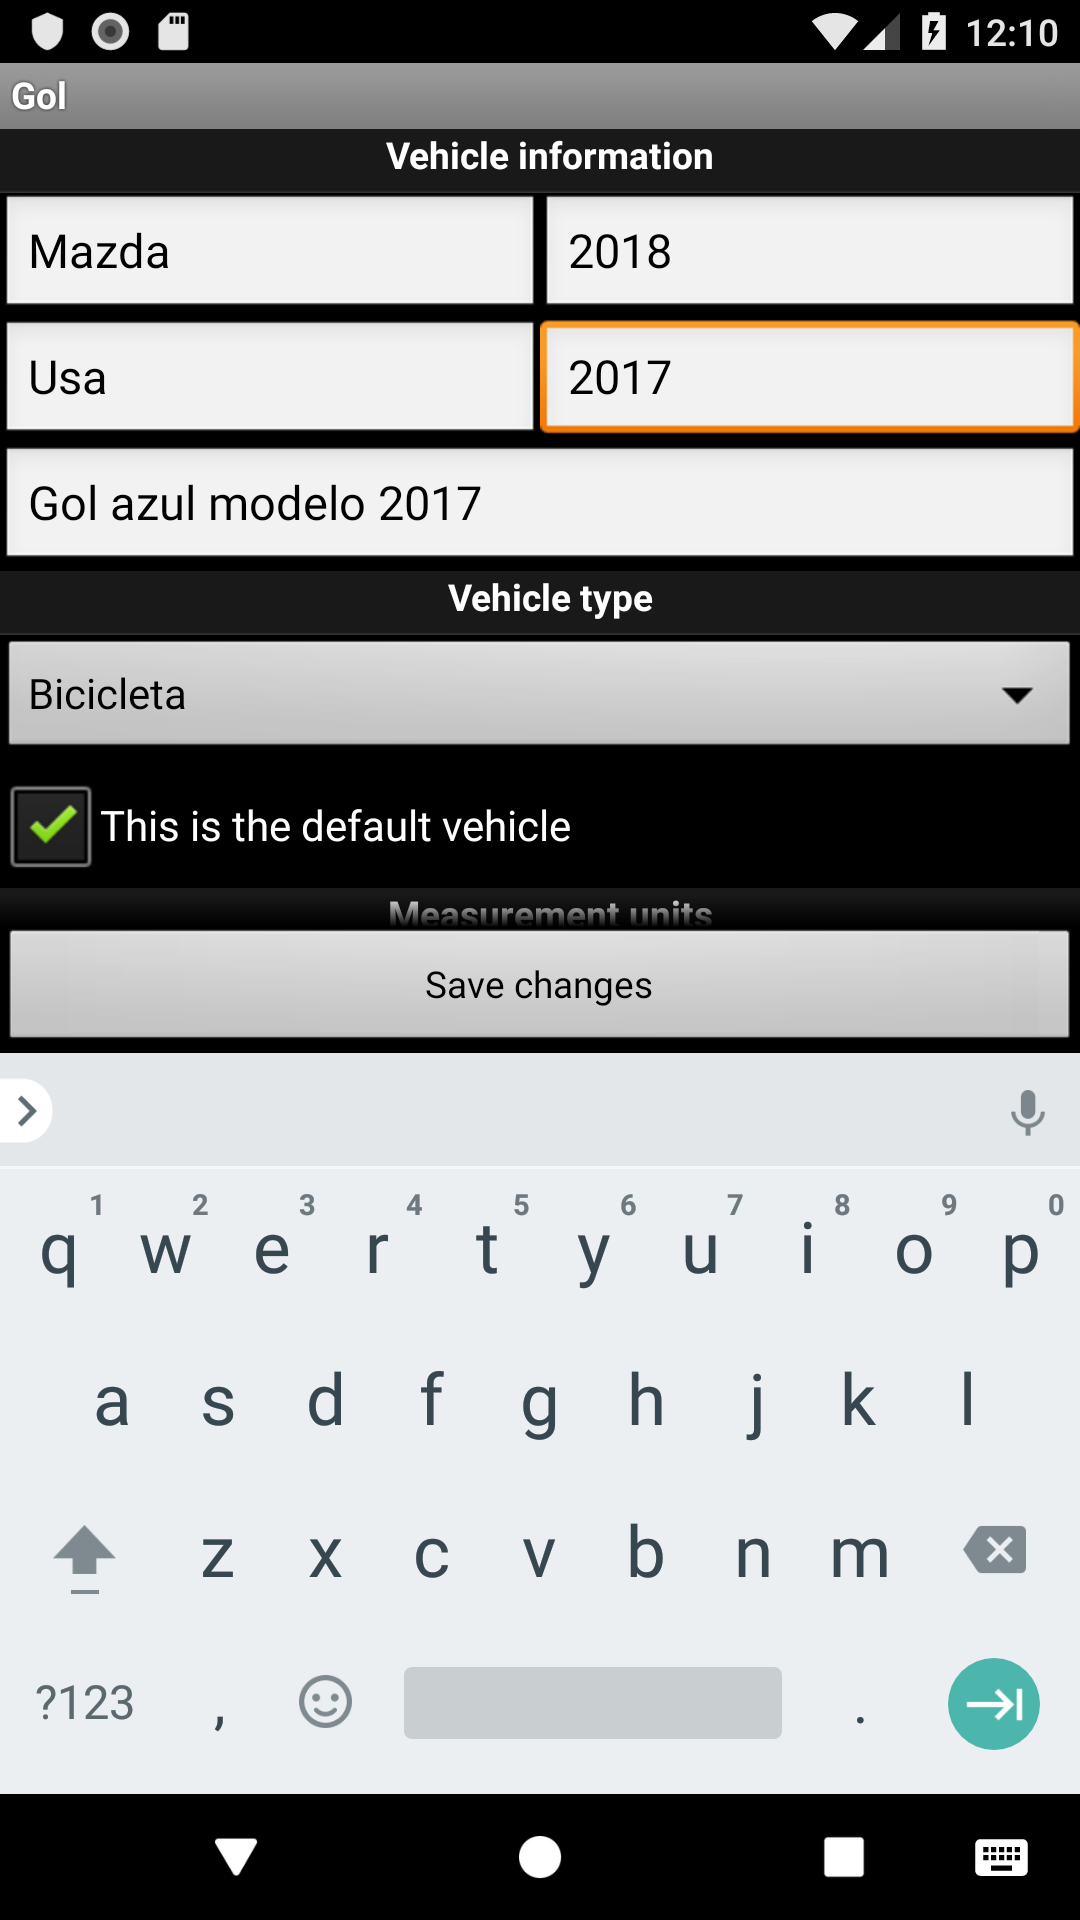 12:10
Gol
Vehicle information
Mazda 2018
Usa 2017
Gol azul modelo 2017
Vehicle type
Bicicleta
This is the default vehicle
Measurement units
Save changes
1 2 3 4 5 6 7 8 9 0
q w e r t y u i o p
a s d f g h j k l
z x c v b n m
?123 , .